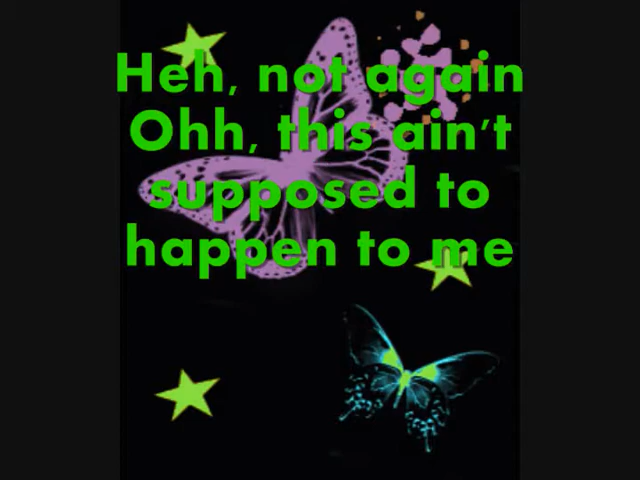 Heh, not again
Ohh, this ain't
supposed to
happen to me